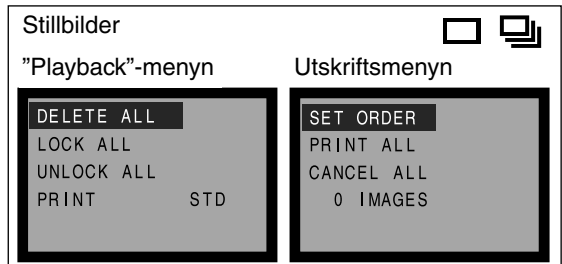 Stillbilder
”Playback”-menyn
DELETE ALL
LOCK ALL
UNLOCK ALL
PRINT STD
Utskriftsmenyn
SET ORDER
PRINT ALL
CANCEL ALL
0 IMAGES